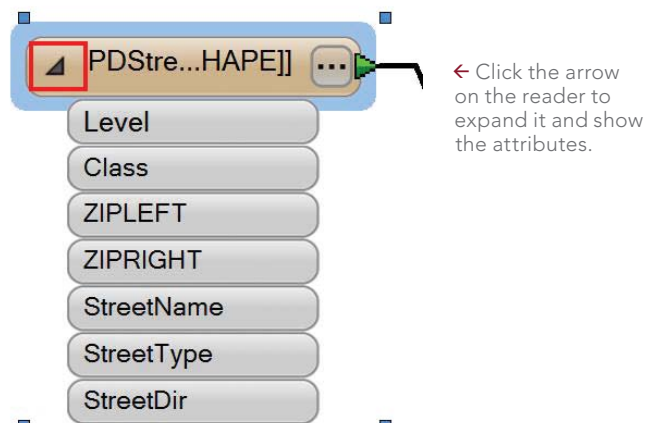 PDStre...HAPE]]
...
← Click the arrow
on the reader to
expand it and show
the attributes.
Level
Class
ZIPLEFT
ZIPRIGHT
StreetName
StreetType
StreetDir